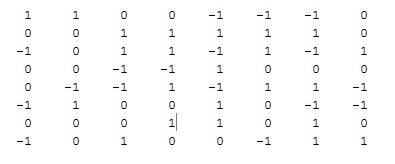 1 1 0 0 -1 -1 -1 0
0 0 1 1 1 1 1 0
-1 0 1 1 -1 1 -1 1
0 0 -1 -1 1 0 0 0
0 -1 -1 1 -1 1 1 -1
-1 1 0 0 1 0 -1 -1
0 0 0 1 1 0 1 0
-1 0 1 0 0 -1 1 1